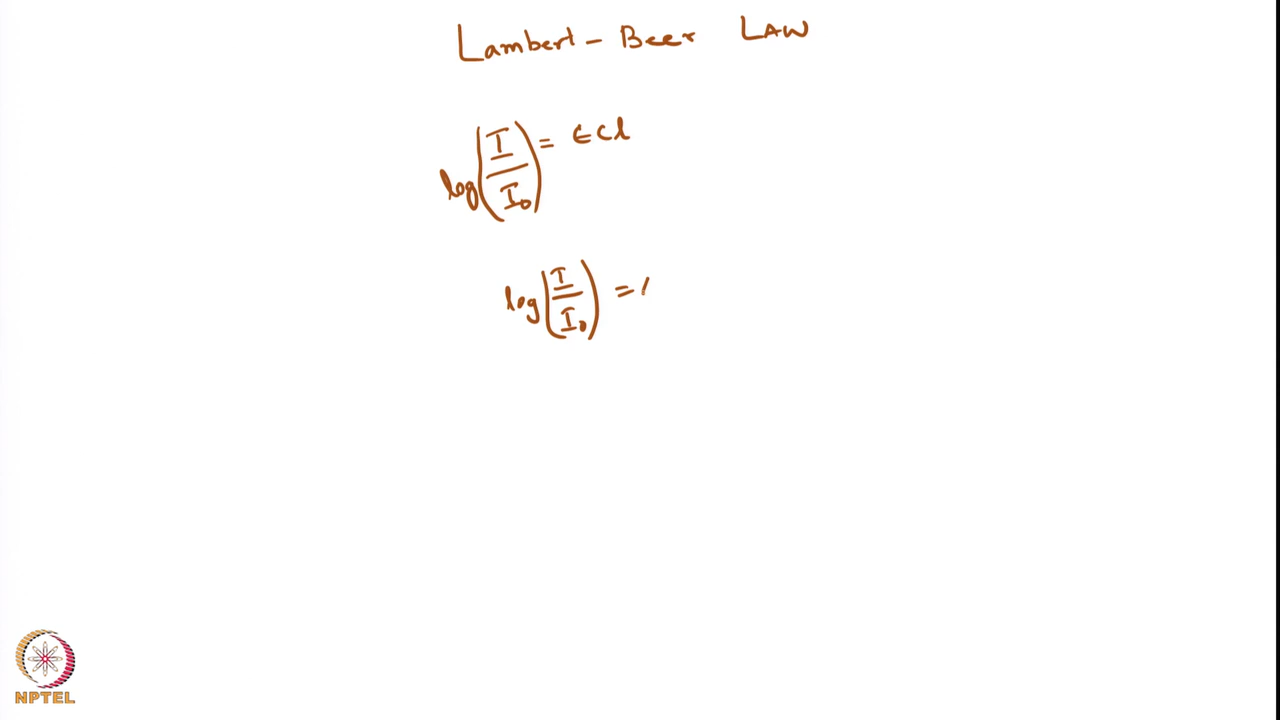 Lambert - Beer LAW
log(I/I₀) = ϵcl
log(I/I₀) =
NPTEL